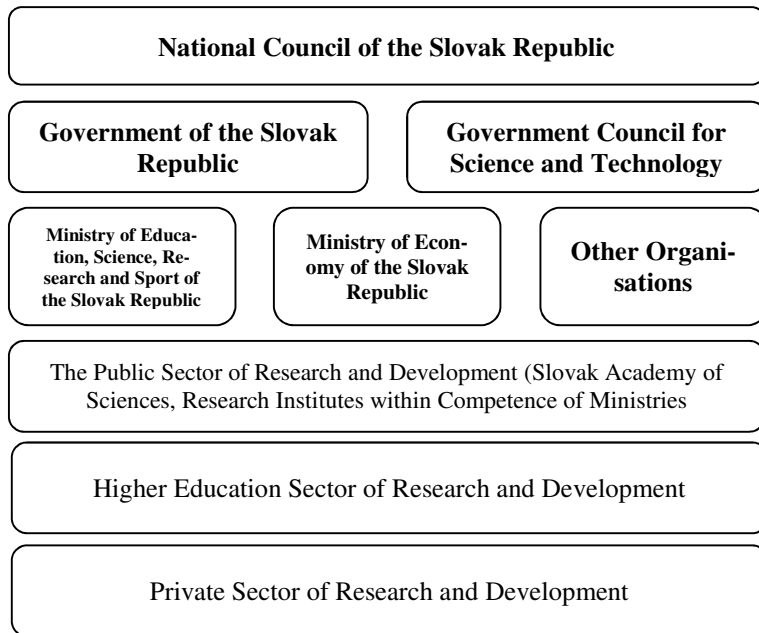 National Council of the Slovak Republic
Government of the Slovak
Republic
Government Council for
Science and Technology
Ministry of Educa-
tion, Science, Re-
search and Sport of
the Slovak Republic
Ministry of Econ-
omy of the Slovak
Republic
Other Organi-
sations
The Public Sector of Research and Development (Slovak Academy of
Sciences, Research Institutes within Competence of Ministries
Higher Education Sector of Research and Development
Private Sector of Research and Development